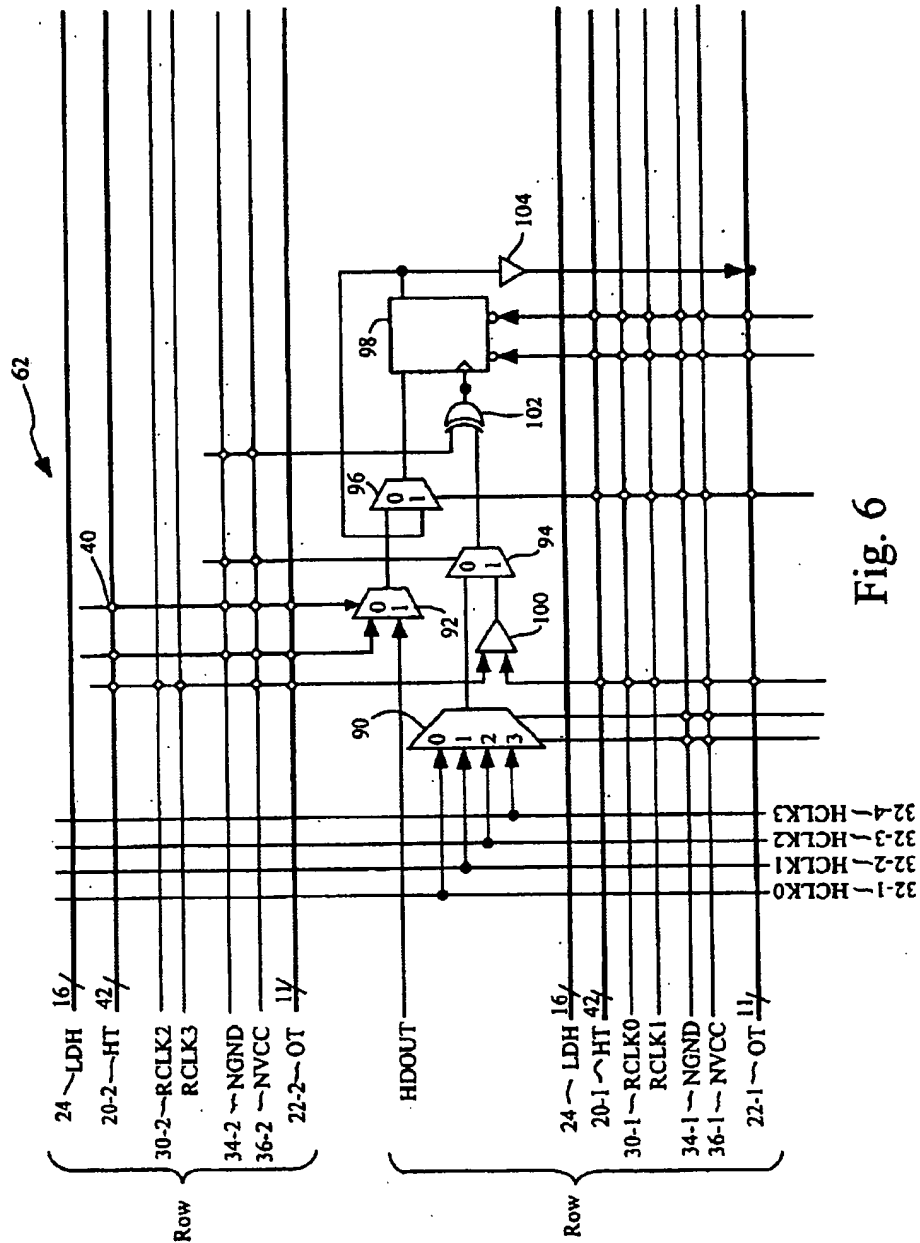 62
16
24 LDH
42
20-2 HT
30-2 RCLK2
RCLK3
34-2 NGND
36-2 NVCC
11
22-2 OT
Row
40
HDOUT
90
0
1
2
3
92
0
1
94
0
1
96
0
1
98
100
102
104
16
24 LDH
42
20-1 HT
30-1 RCLK0
RCLK1
34-1 NGND
36-1 NVCC
11
22-1 OT
Row
32-1 HCLK0
32-2 HCLK1
32-3 HCLK2
32-4 HCLK3
Fig. 6